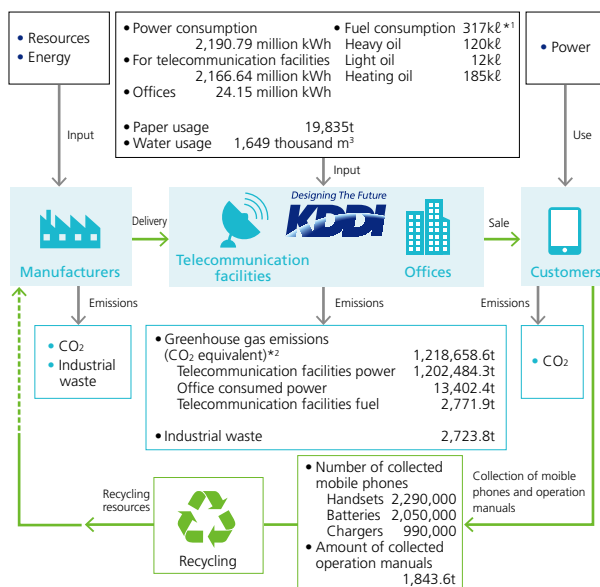 • Resources
• Energy
• Power consumption
2,190.79 million kWh
• For telecommunication facilities
2,166.64 million kWh
• Offices 24.15 million kWh
• Paper usage 19,835t
• Water usage 1,649 thousand m³
• Fuel consumption 317kℓ*1
Heavy oil 120kℓ
Light oil 12kℓ
Heating oil 185kℓ
• Power
Input
Input
Use
Manufacturers
Delivery
Designing The Future
KDDI
Telecommunication
facilities
Offices
Sale
Customers
Emissions
Emissions
Emissions
• CO₂
• Industrial
waste
• Greenhouse gas emissions
(CO₂ equivalent)*2 1,218,658.6t
Telecommunication facilities power 1,202,484.3t
Office consumed power 13,402.4t
Telecommunication facilities fuel 2,771.9t
• Industrial waste 2,723.8t
• CO₂
Recycling
resources
Recycling
• Number of collected
mobile phones
Handsets 2,290,000
Batteries 2,050,000
Chargers 990,000
• Amount of collected
operation manuals
1,843.6t
Collection of moible
phones and operation
manuals